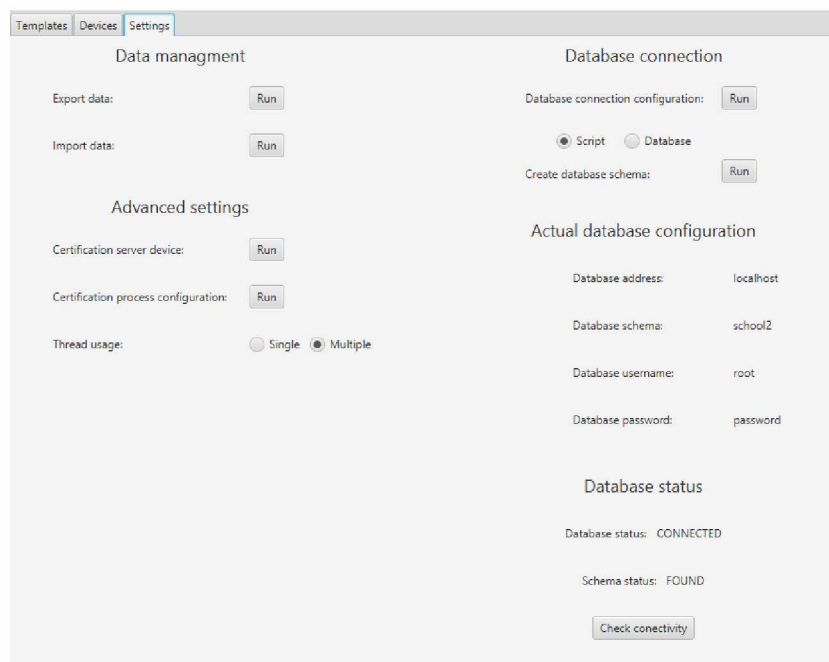 Templates Devices Settings
Data managment
Export data: Run
Import data: Run
Advanced settings
Certification server device: Run
Certification process configuration: Run
Thread usage: Single Multiple
Database connection
Database connection configuration: Run
Script Database
Create database schema: Run
Actual database configuration
Database address: localhost
Database schema: school2
Database username: root
Database password: password
Database status
Database status: CONNECTED
Schema status: FOUND
Check conectivity